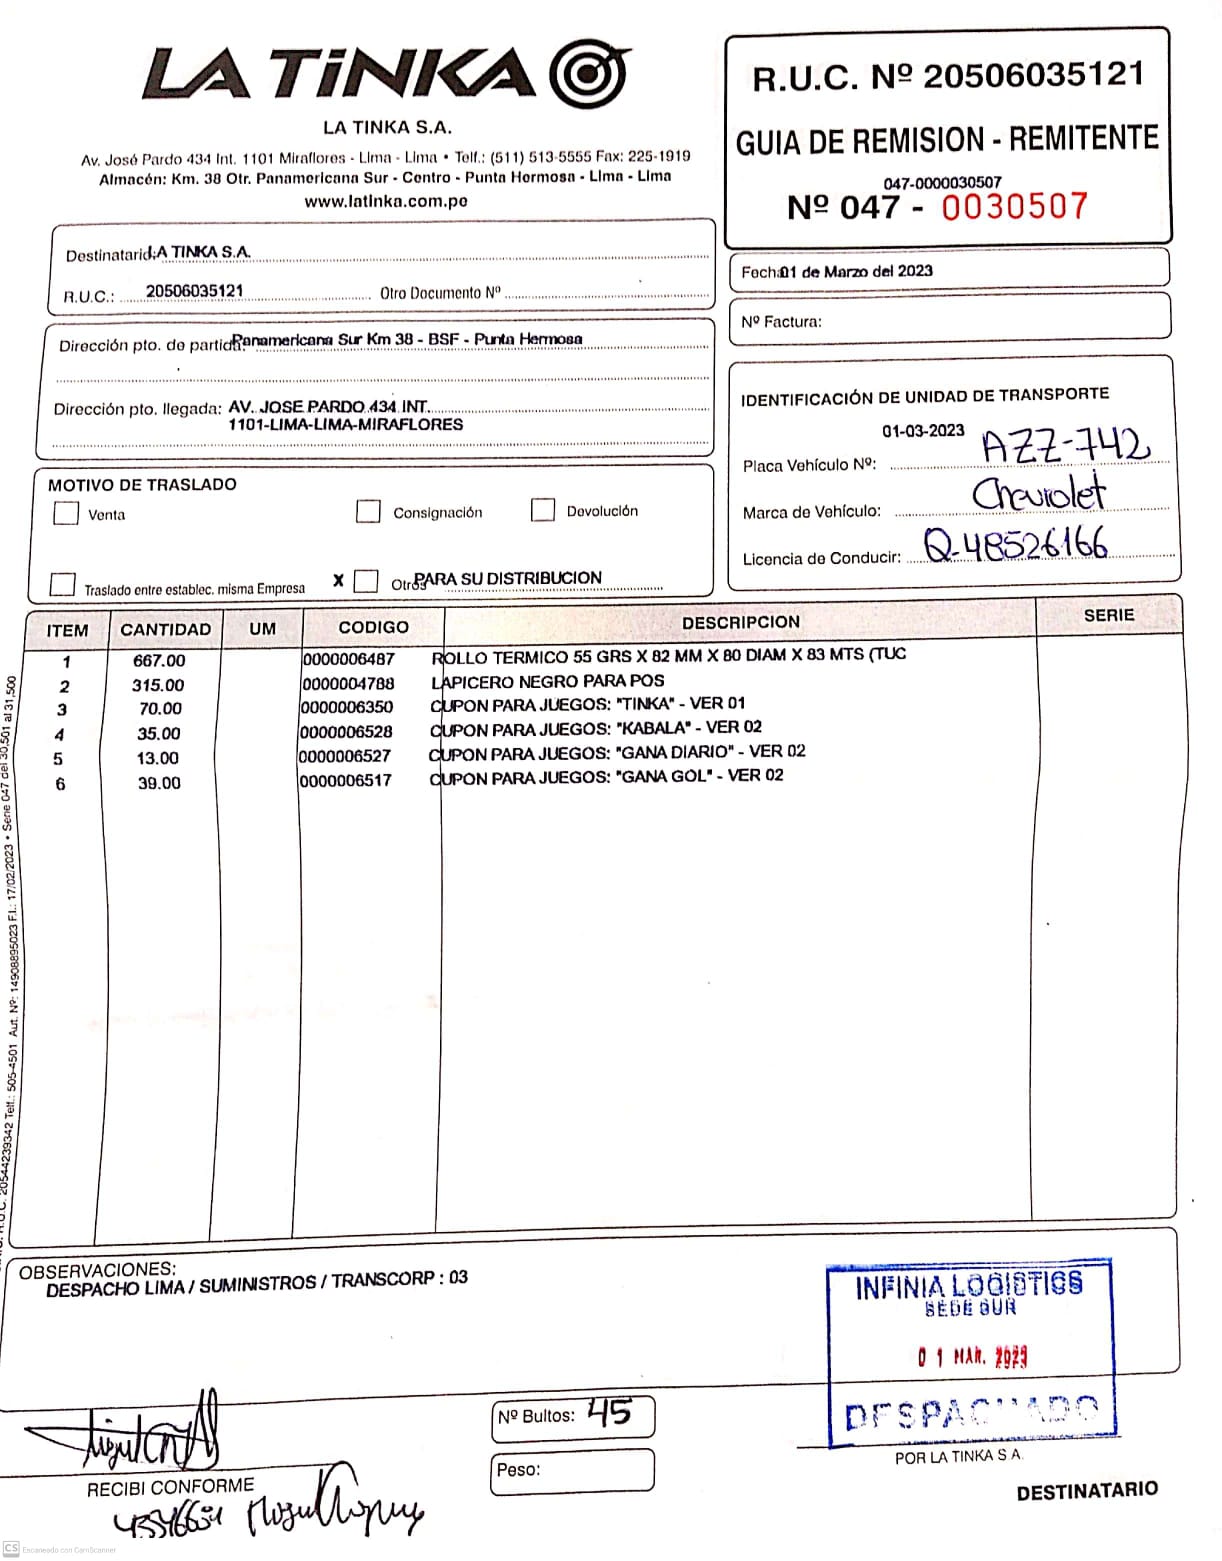 LA TiNKA
LA TINKA S.A.
Av. José Pardo 434 Int. 1101 Miraflores - Lima - Lima • Telf.: (511) 513-5555 Fax: 225-1919
Almacén: Km. 38 Otr. Panamericana Sur - Centro - Punta Hermosa - Lima - Lima
www.latinka.com.pe
R.U.C. Nº 20506035121
GUIA DE REMISION - REMITENTE
047-0000030507
Nº 047 - 0030507
Destinatario: LA TINKA S.A.
R.U.C.: 20506035121 Otro Documento Nº
Fecha: 01 de Marzo del 2023
Nº Factura:
Dirección pto. de partida: Panamericana Sur Km 38 - BSF - Punta Hermosa
Dirección pto. llegada: AV. JOSE PARDO 434 INT.
1101-LIMA-LIMA-MIRAFLORES
IDENTIFICACIÓN DE UNIDAD DE TRANSPORTE
01-03-2023
Placa Vehículo Nº: AZZ-742
Marca de Vehículo: Chevrolet
Licencia de Conducir: Q-48526166
MOTIVO DE TRASLADO
Venta Consignación Devolución
Traslado entre establec. misma Empresa X Otros PARA SU DISTRIBUCION
ITEM CANTIDAD UM CODIGO DESCRIPCION SERIE
1 667.00 0000006487 ROLLO TERMICO 55 GRS X 82 MM X 80 DIAM X 83 MTS (TUC
2 315.00 0000004788 LAPICERO NEGRO PARA POS
3 70.00 0000006350 CUPON PARA JUEGOS: "TINKA" - VER 01
4 35.00 0000006528 CUPON PARA JUEGOS: "KABALA" - VER 02
5 13.00 0000006527 CUPON PARA JUEGOS: "GANA DIARIO" - VER 02
6 39.00 0000006517 CUPON PARA JUEGOS: "GANA GOL" - VER 02
R.U.C. 20544239342 Telf.: 505-4501 Aut. Nº: 14908895023 F.I.: 17/02/2023 • Serie 047 del 30,501 al 31,500
OBSERVACIONES:
DESPACHO LIMA / SUMINISTROS / TRANSCORP : 03
INFINIA LOGISTICS
SEDE SUR
01 MAR. 2023
DESPACHADO
Nº Bultos: 45
Peso:
POR LA TINKA S A.
RECIBI CONFORME
DESTINATARIO
CS Escaneado con CamScanner